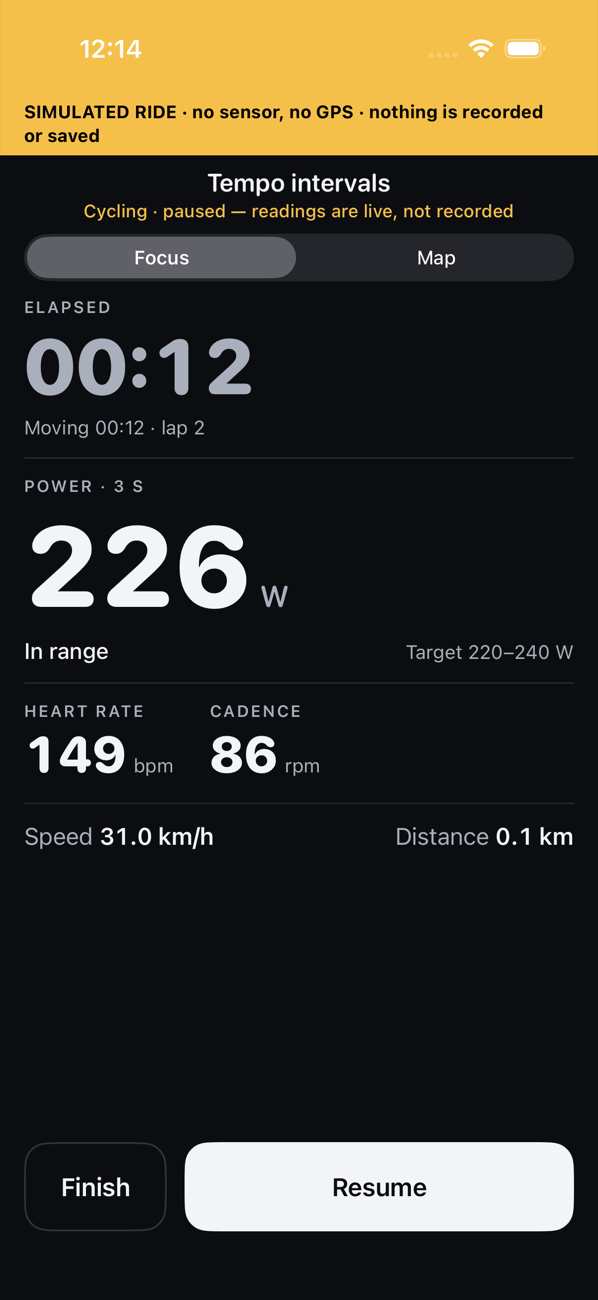 12:14
SIMULATED RIDE · no sensor, no GPS · nothing is recorded
or saved
Tempo intervals
Cycling · paused — readings are live, not recorded
Focus Map
ELAPSED
00:12
Moving 00:12 · lap 2
POWER · 3 S
226 W
In range Target 220–240 W
HEART RATE CADENCE
149 bpm 86 rpm
Speed 31.0 km/h Distance 0.1 km
Finish Resume